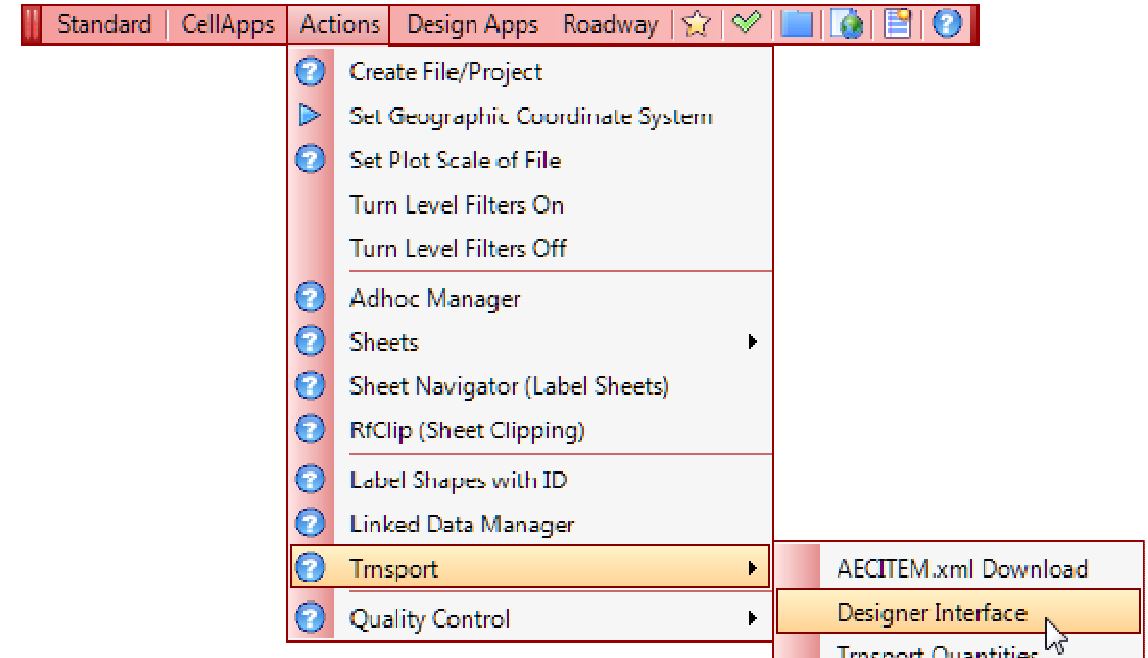 Standard CellApps Actions Design Apps Roadway
Create File/Project
Set Geographic Coordinate System
Set Plot Scale of File
Turn Level Filters On
Turn Level Filters Off
Adhoc Manager
Sheets
Sheet Navigator (Label Sheets)
RfClip (Sheet Clipping)
Label Shapes with ID
Linked Data Manager
Trnsport
AECITEM.xml Download
Designer Interface
Quality Control
Trnsport Quantities